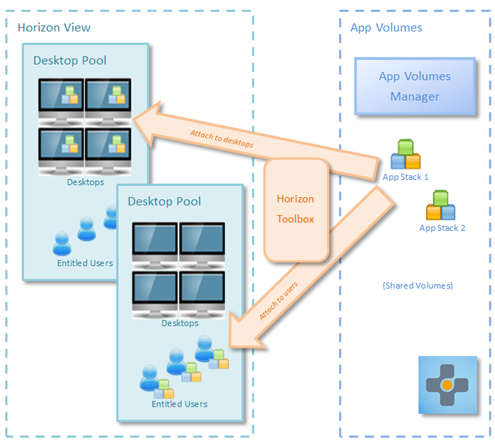 Horizon View
App Volumes
Desktop Pool
App Volumes
Manager
Attach to desktops
App Stack 1
Desktops
Desktop Pool
Horizon
Toolbox
App Stack 2
Entitled Users
Attach to users
(Shared Volumes)
Desktops
Entitled Users